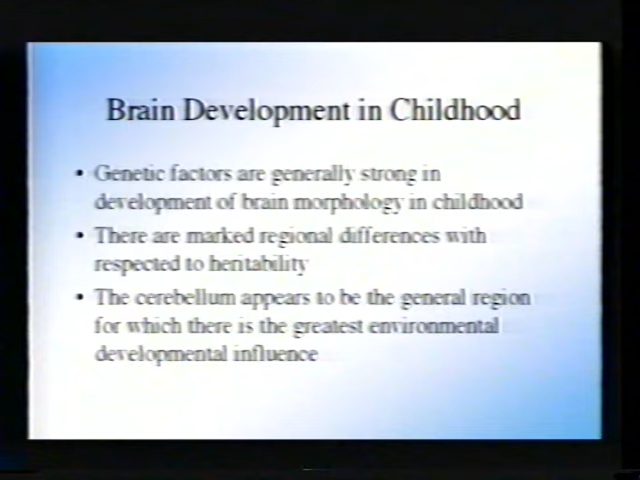 Brain Development in Childhood
• Genetic factors are generally strong in
development of brain morphology in childhood
• There are marked regional differences with
respected to heritability
• The cerebellum appears to be the general region
for which there is the greatest environmental
developmental influence